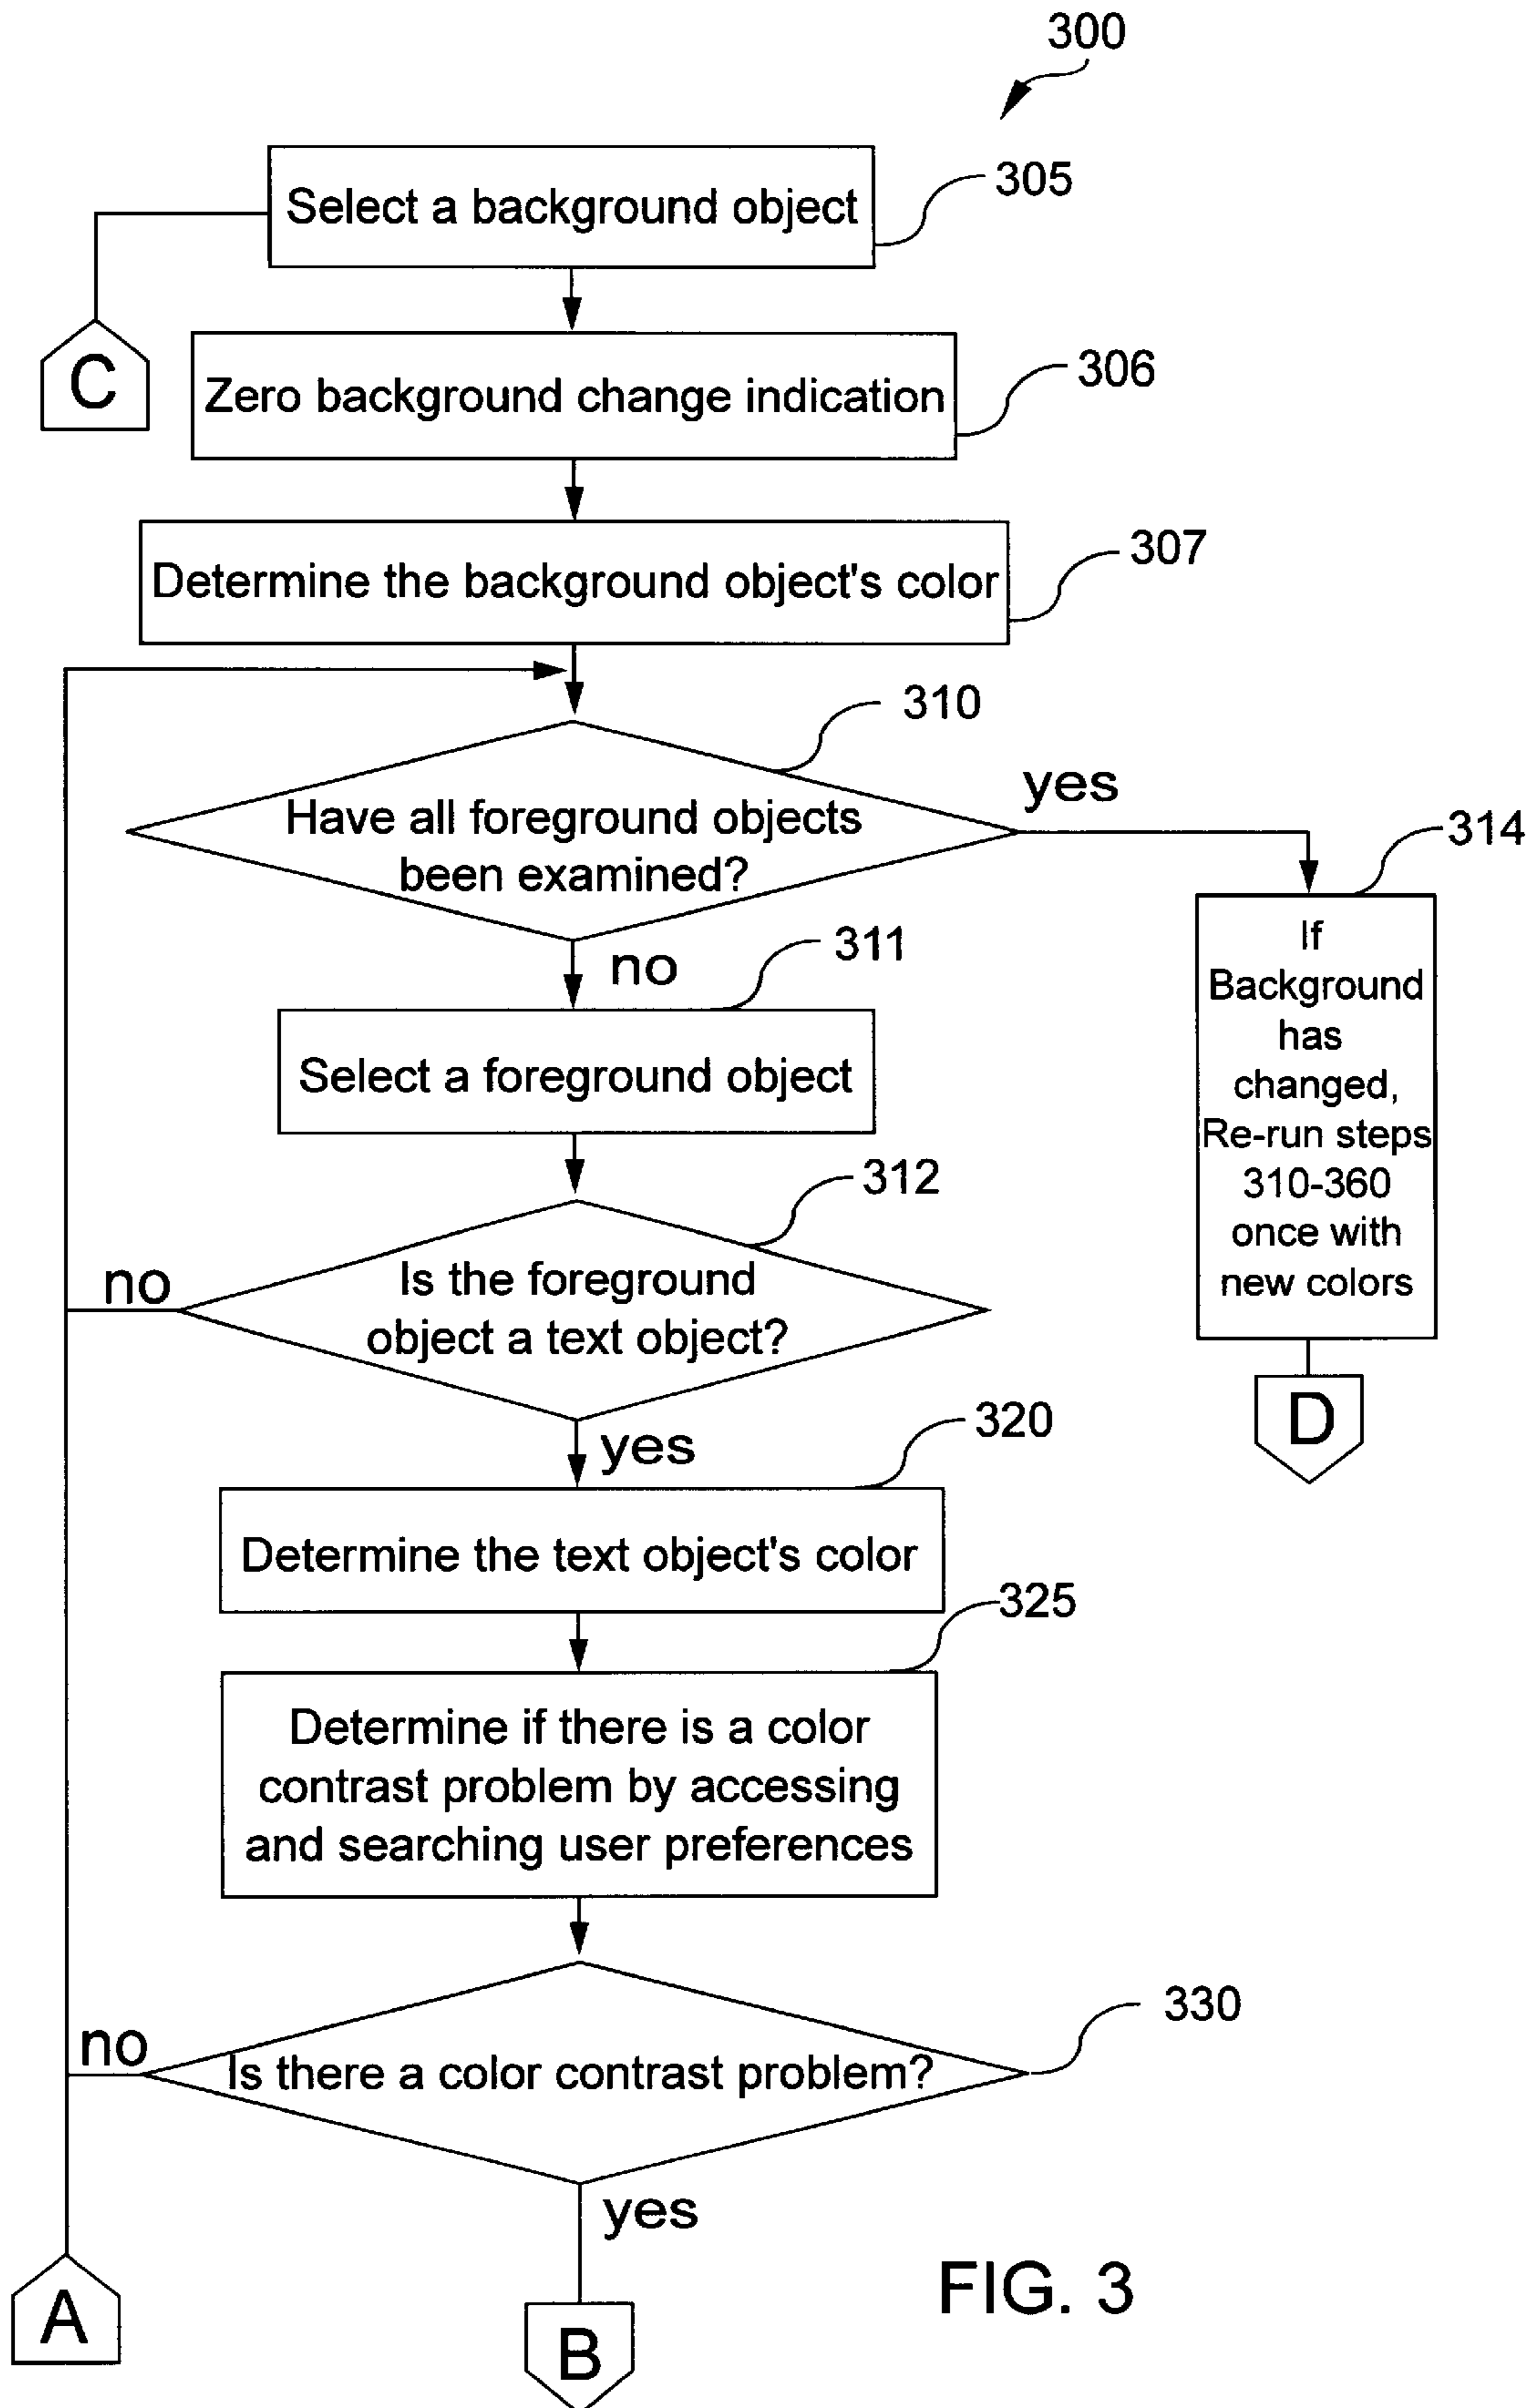 300
Select a background object
305
C
Zero background change indication
306
Determine the background object's color
307
310
Have all foreground objects
been examined?
yes
314
no
311
If
Background
has
changed,
Re-run steps
310-360
once with
new colors
Select a foreground object
312
no
Is the foreground
object a text object?
D
yes
320
Determine the text object's color
325
Determine if there is a color
contrast problem by accessing
and searching user preferences
330
no
Is there a color contrast problem?
yes
FIG. 3
A
B